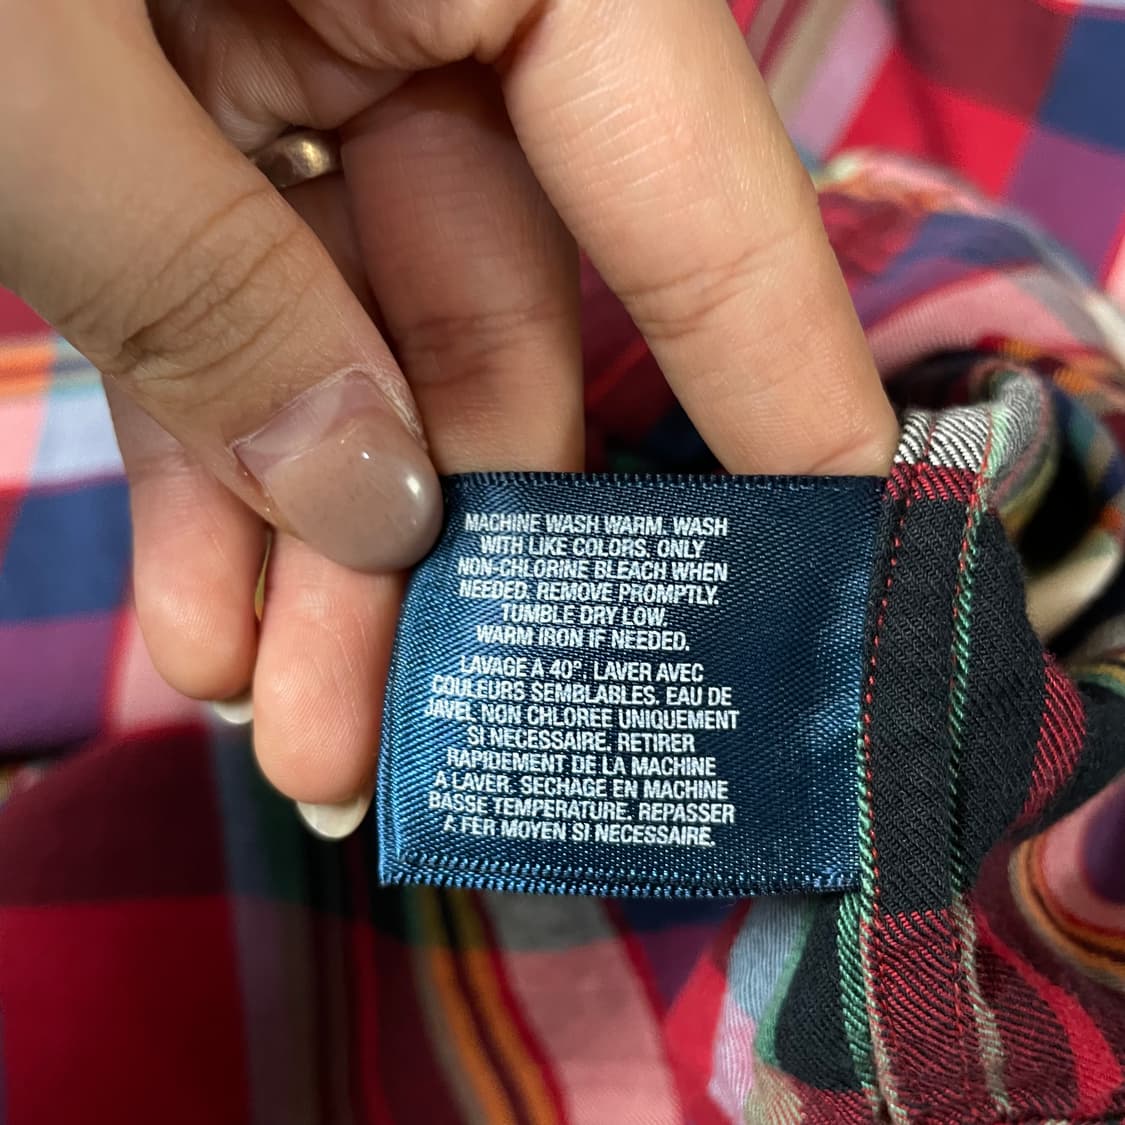 MACHINE WASH WARM. WASH
WITH LIKE COLORS. ONLY
NON-CHLORINE BLEACH WHEN
NEEDED. REMOVE PROMPTLY.
TUMBLE DRY LOW.
WARM IRON IF NEEDED.
LAVAGE A 40°. LAVER AVEC
COULEURS SEMBLABLES. EAU DE
JAVEL NON CHLOREE UNIQUEMENT
SI NECESSAIRE. RETIRER
RAPIDEMENT DE LA MACHINE
A LAVER. SECHAGE EN MACHINE
BASSE TEMPERATURE. REPASSER
A FER MOYEN SI NECESSAIRE.